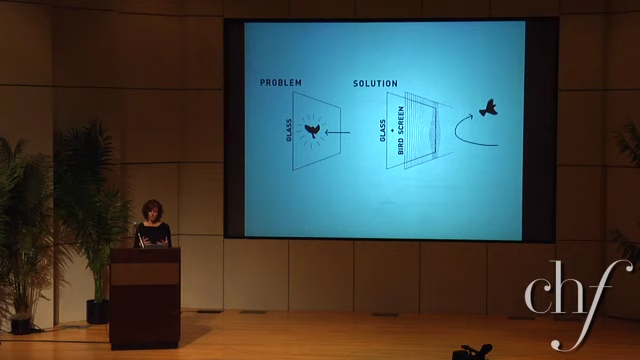 PROBLEM
SOLUTION
GLASS
GLASS
+
BIRD SCREEN
chf